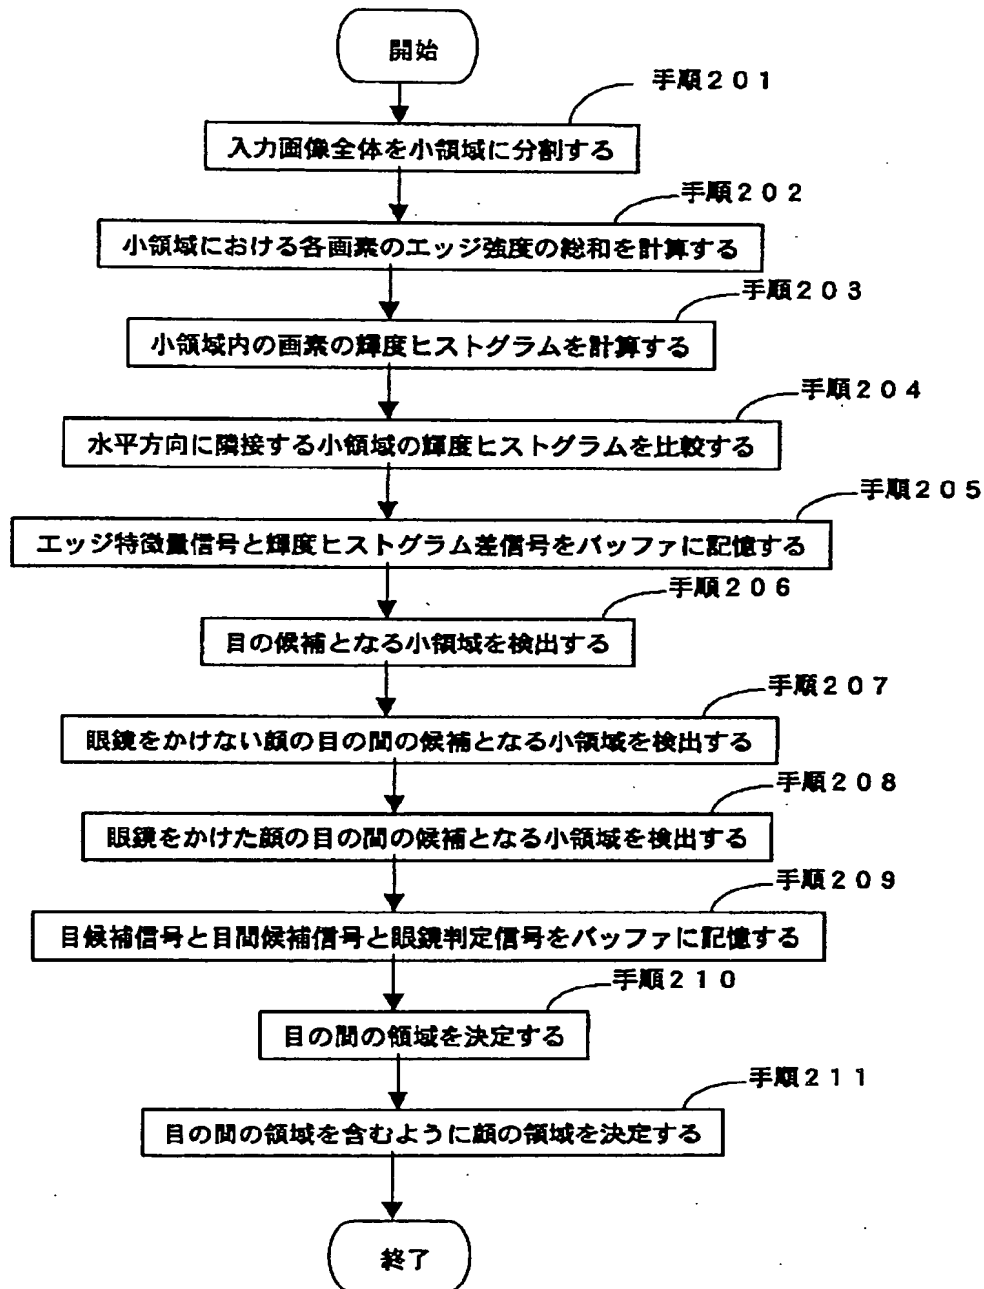 開始
手順201
入力画像全体を小領域に分割する
手順202
小領域における各画素のエッジ強度の総和を計算する
手順203
小領域内の画素の輝度ヒストグラムを計算する
手順204
水平方向に隣接する小領域の輝度ヒストグラムを比較する
手順205
エッジ特徴量信号と輝度ヒストグラム差信号をバッファに記憶する
手順206
目の候補となる小領域を検出する
手順207
眼鏡をかけない顔の目の間の候補となる小領域を検出する
手順208
眼鏡をかけた顔の目の間の候補となる小領域を検出する
手順209
目候補信号と目間候補信号と眼鏡判定信号をバッファに記憶する
手順210
目の間の領域を決定する
手順211
目の間の領域を含むように顔の領域を決定する
終了